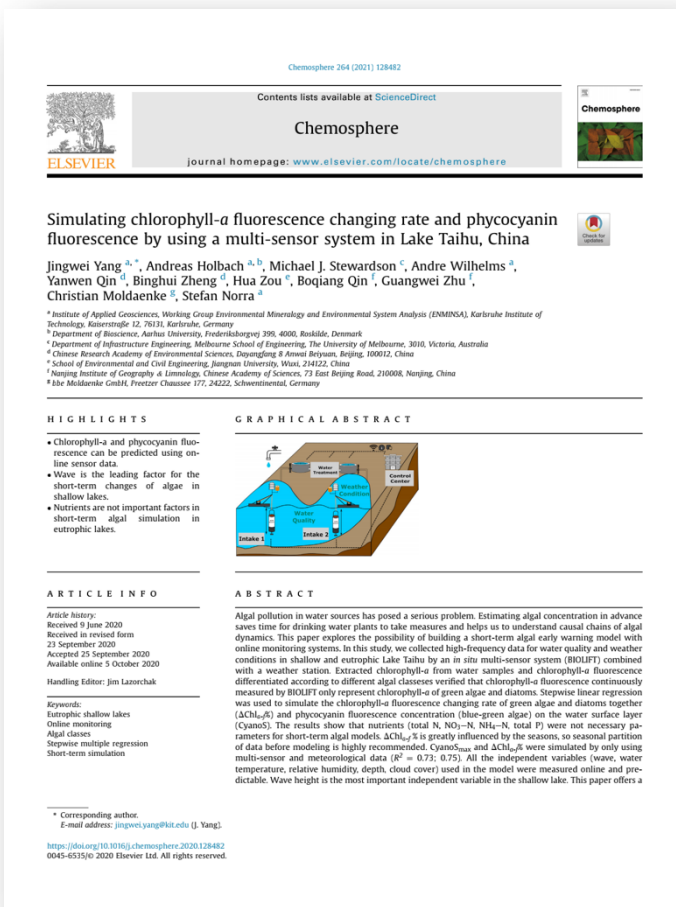 Chemosphere 264 (2021) 128482
Contents lists available at ScienceDirect
Chemosphere
journal homepage: www.elsevier.com/locate/chemosphere
ELSEVIER
Chemosphere
Simulating chlorophyll-a fluorescence changing rate and phycocyanin
fluorescence by using a multi-sensor system in Lake Taihu, China
Check for
updates
Jingwei Yang a, *, Andreas Holbach a, b, Michael J. Stewardson c, Andre Wilhelms a,
Yanwen Qin d, Binghui Zheng d, Hua Zou e, Boqiang Qin f, Guangwei Zhu f,
Christian Moldaenke g, Stefan Norra a
a Institute of Applied Geosciences, Working Group Environmental Mineralogy and Environmental System Analysis (ENMINSA), Karlsruhe Institute of
Technology, Kaiserstraße 12, 76131, Karlsruhe, Germany
b Department of Bioscience, Aarhus University, Frederiksborgvej 399, 4000, Roskilde, Denmark
c Department of Infrastructure Engineering, Melbourne School of Engineering, The University of Melbourne, 3010, Victoria, Australia
d Chinese Research Academy of Environmental Sciences, Dayangfang 8 Anwai Beiyuan, Beijing, 100012, China
e School of Environmental and Civil Engineering, Jiangnan University, Wuxi, 214122, China
f Nanjing Institute of Geography & Limnology, Chinese Academy of Sciences, 73 East Beijing Road, 210008, Nanjing, China
g bbe Moldaenke GmbH, Preetzer Chaussee 177, 24222, Schwentinental, Germany
HIGHLIGHTS
• Chlorophyll-a and phycocyanin fluo-
rescence can be predicted using on-
line sensor data.
• Wave is the leading factor for the
short-term changes of algae in
shallow lakes.
• Nutrients are not important factors in
short-term algal simulation in
eutrophic lakes.
GRAPHICAL ABSTRACT
Water
Treatment
Control
Center
Weather
Condition
Water
Quality
Intake 1
Intake 2
ARTICLE INFO
Article history:
Received 9 June 2020
Received in revised form
23 September 2020
Accepted 25 September 2020
Available online 5 October 2020
Handling Editor: Jim Lazorchak
Keywords:
Eutrophic shallow lakes
Online monitoring
Algal classes
Stepwise multiple regression
Short-term simulation
ABSTRACT
Algal pollution in water sources has posed a serious problem. Estimating algal concentration in advance
saves time for drinking water plants to take measures and helps us to understand causal chains of algal
dynamics. This paper explores the possibility of building a short-term algal early warning model with
online monitoring systems. In this study, we collected high-frequency data for water quality and weather
conditions in shallow and eutrophic Lake Taihu by an in situ multi-sensor system (BIOLIFT) combined
with a weather station. Extracted chlorophyll-a from water samples and chlorophyll-a fluorescence
differentiated according to different algal classeses verified that chlorophyll-a fluorescence continuously
measured by BIOLIFT only represent chlorophyll-a of green algae and diatoms. Stepwise linear regression
was used to simulate the chlorophyll-a fluorescence changing rate of green algae and diatoms together
(ΔChla-f%) and phycocyanin fluorescence concentration (blue-green algae) on the water surface layer
(CyanoS). The results show that nutrients (total N, NO3–N, NH4–N, total P) were not necessary pa-
rameters for short-term algal models. ΔChla-f % is greatly influenced by the seasons, so seasonal partition
of data before modeling is highly recommended. CyanoSmax and ΔChla-f% were simulated by only using
multi-sensor and meteorological data (R2 = 0.73; 0.75). All the independent variables (wave, water
temperature, relative humidity, depth, cloud cover) used in the model were measured online and pre-
dictable. Wave height is the most important independent variable in the shallow lake. This paper offers a
* Corresponding author.
E-mail address: jingwei.yang@kit.edu (J. Yang).
https://doi.org/10.1016/j.chemosphere.2020.128482
0045-6535/© 2020 Elsevier Ltd. All rights reserved.